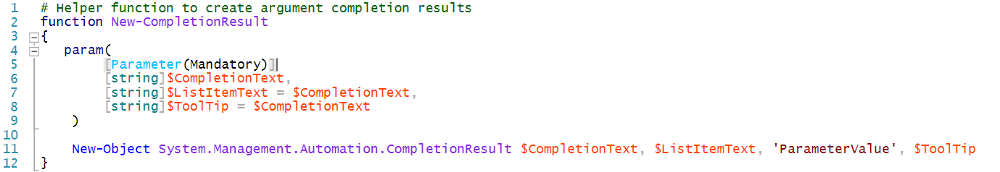 1 # Helper function to create argument completion results
2 function New-CompletionResult
3 {
4 param(
5 [Parameter(Mandatory)]
6 [string]$CompletionText,
7 [string]$ListItemText = $CompletionText,
8 [string]$ToolTip = $CompletionText
9 )
10
11 New-Object System.Management.Automation.CompletionResult $CompletionText, $ListItemText, 'ParameterValue', $ToolTip
12 }